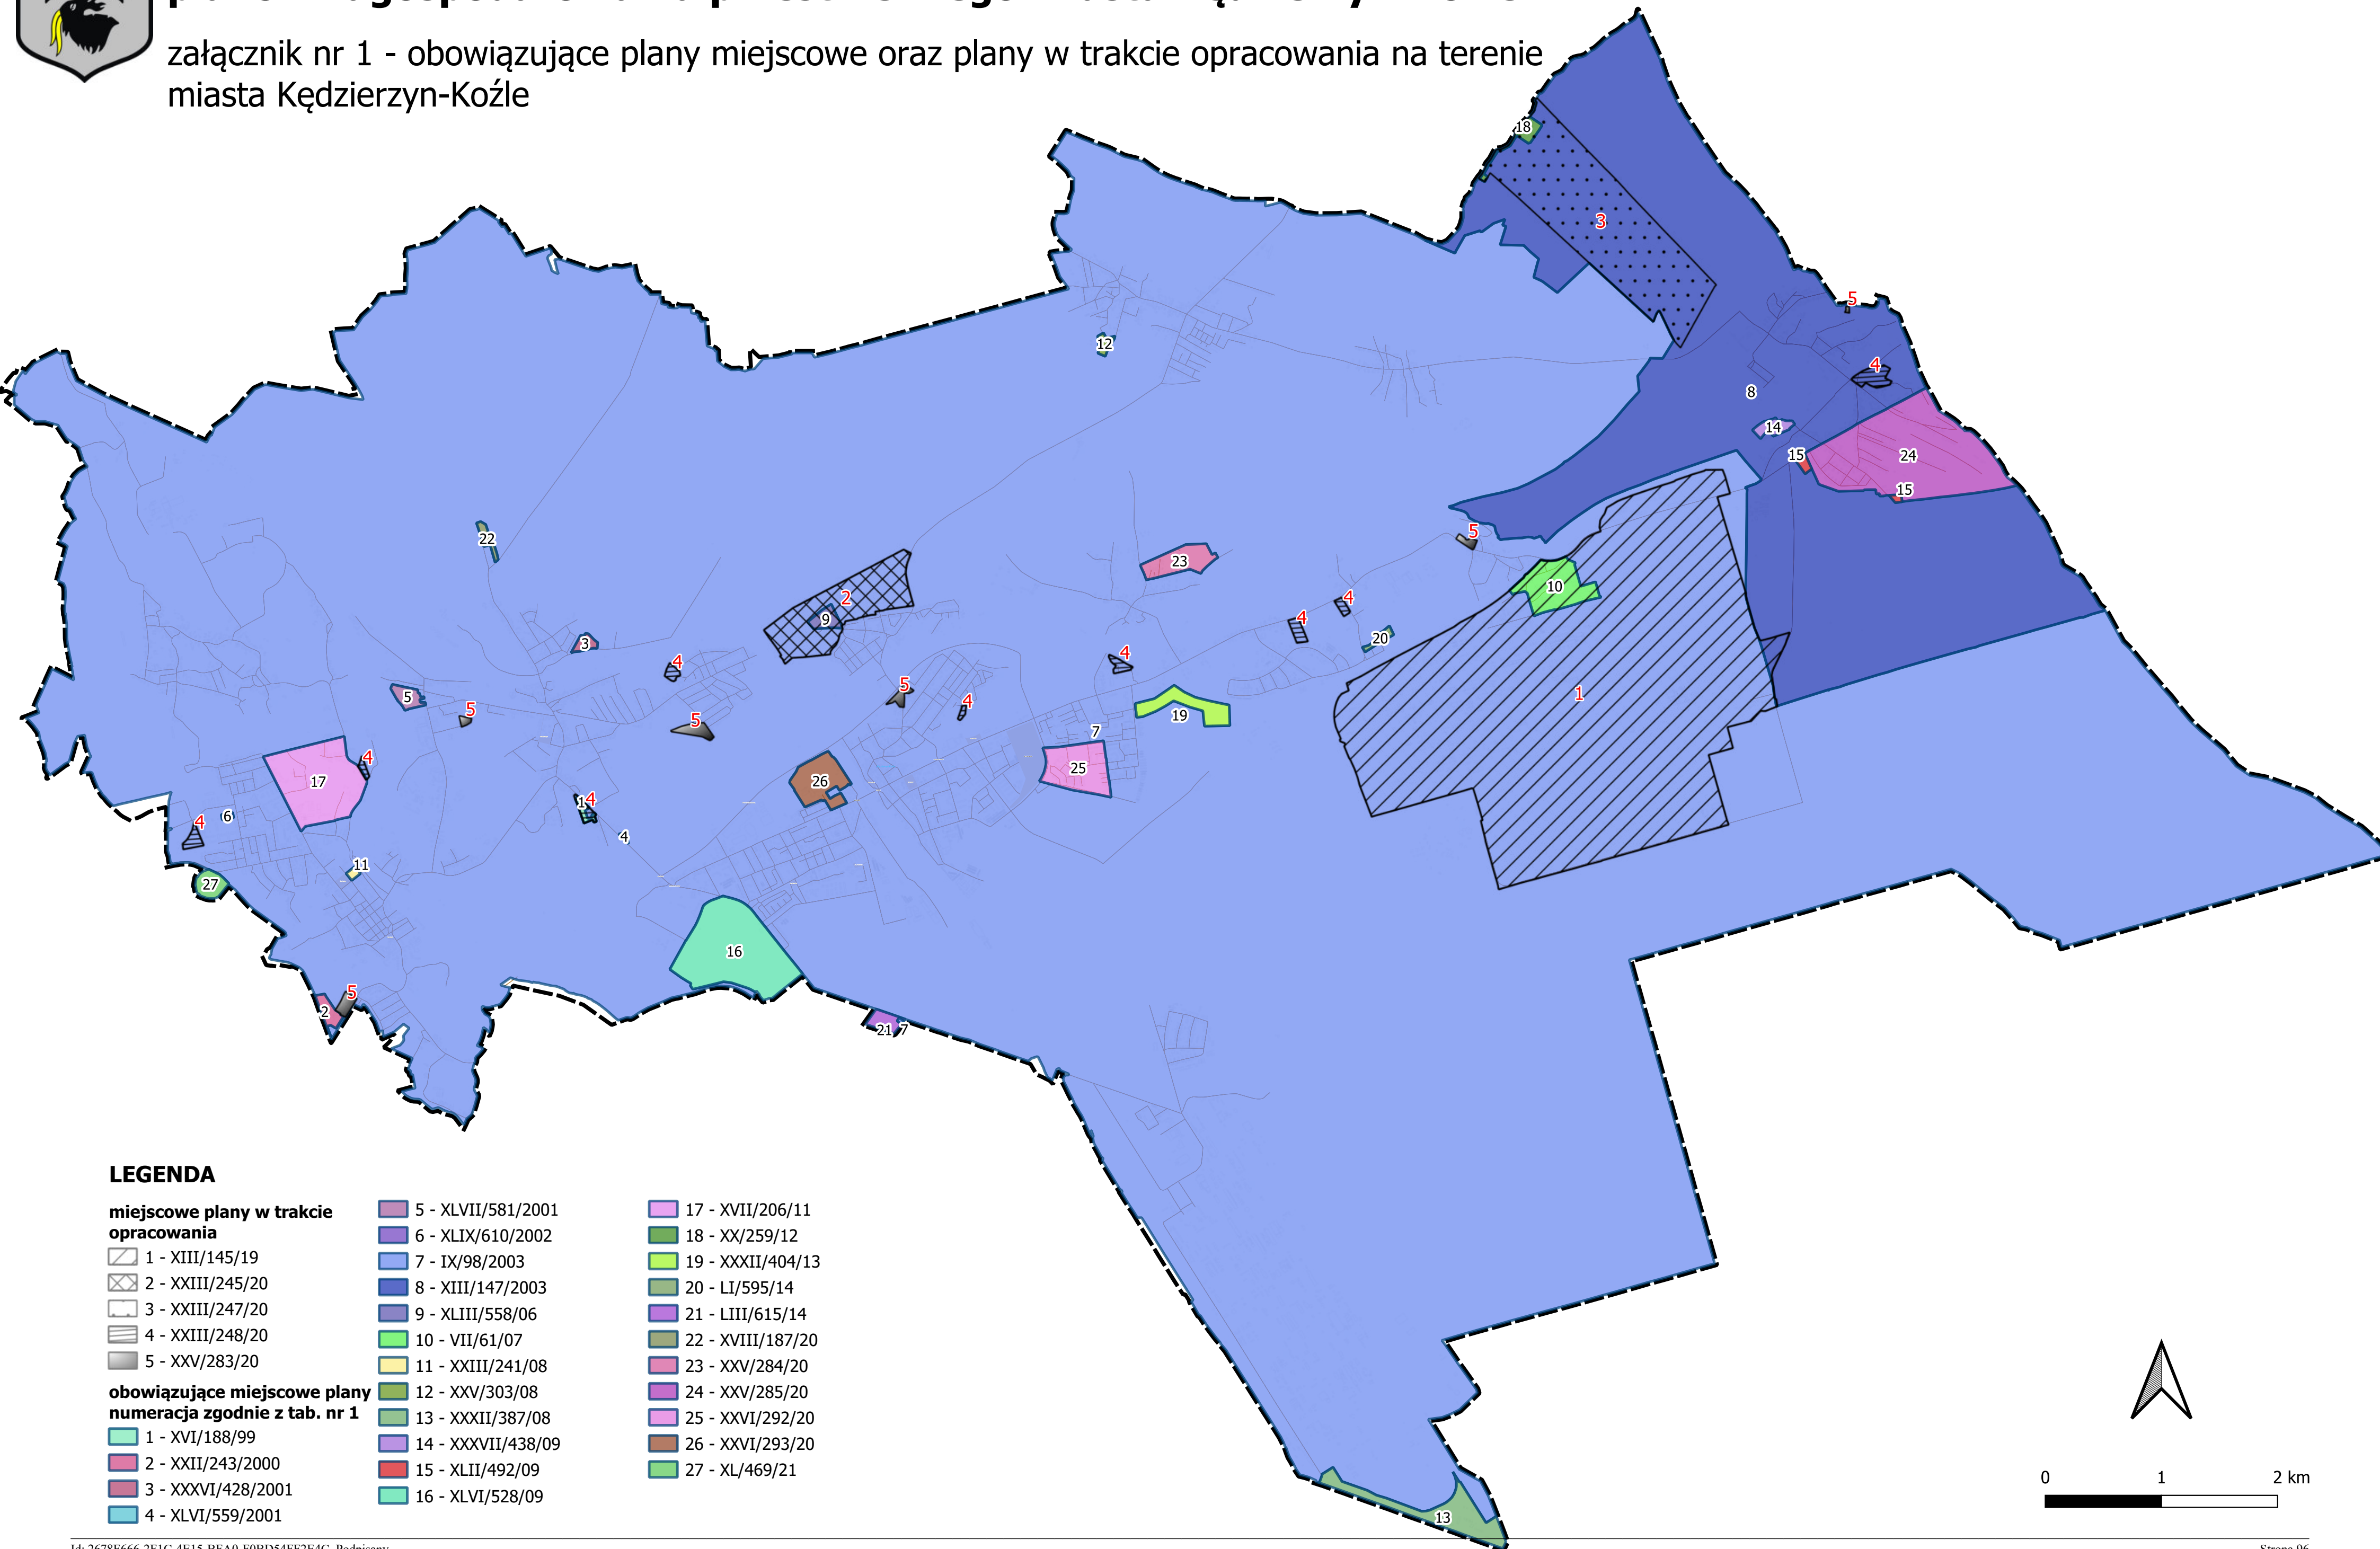 załącznik nr 1 - obowiązujące plany miejscowe oraz plany w trakcie opracowania na terenie
miasta Kędzierzyn-Koźle
18
3
5
12
4
8
14
15
24
15
22
5
23
10
2
9
4
4
20
3
4
4
5
5
4
1
5
5
19
7
17
4
26
25
1
4
4
6
4
11
27
16
2
5
21
7
13
LEGENDA
miejscowe plany w trakcie
opracowania
1 - XIII/145/19
2 - XXIII/245/20
3 - XXIII/247/20
4 - XXIII/248/20
5 - XXV/283/20
obowiązujące miejscowe plany
numeracja zgodnie z tab. nr 1
1 - XVI/188/99
2 - XXII/243/2000
3 - XXXVI/428/2001
4 - XLVI/559/2001
5 - XLVII/581/2001
6 - XLIX/610/2002
7 - IX/98/2003
8 - XIII/147/2003
9 - XLIII/558/06
10 - VII/61/07
11 - XXIII/241/08
12 - XXV/303/08
13 - XXXII/387/08
14 - XXXVII/438/09
15 - XLII/492/09
16 - XLVI/528/09
17 - XVII/206/11
18 - XX/259/12
19 - XXXII/404/13
20 - LI/595/14
21 - LIII/615/14
22 - XVIII/187/20
23 - XXV/284/20
24 - XXV/285/20
25 - XXVI/292/20
26 - XXVI/293/20
27 - XL/469/21
0 1 2 km